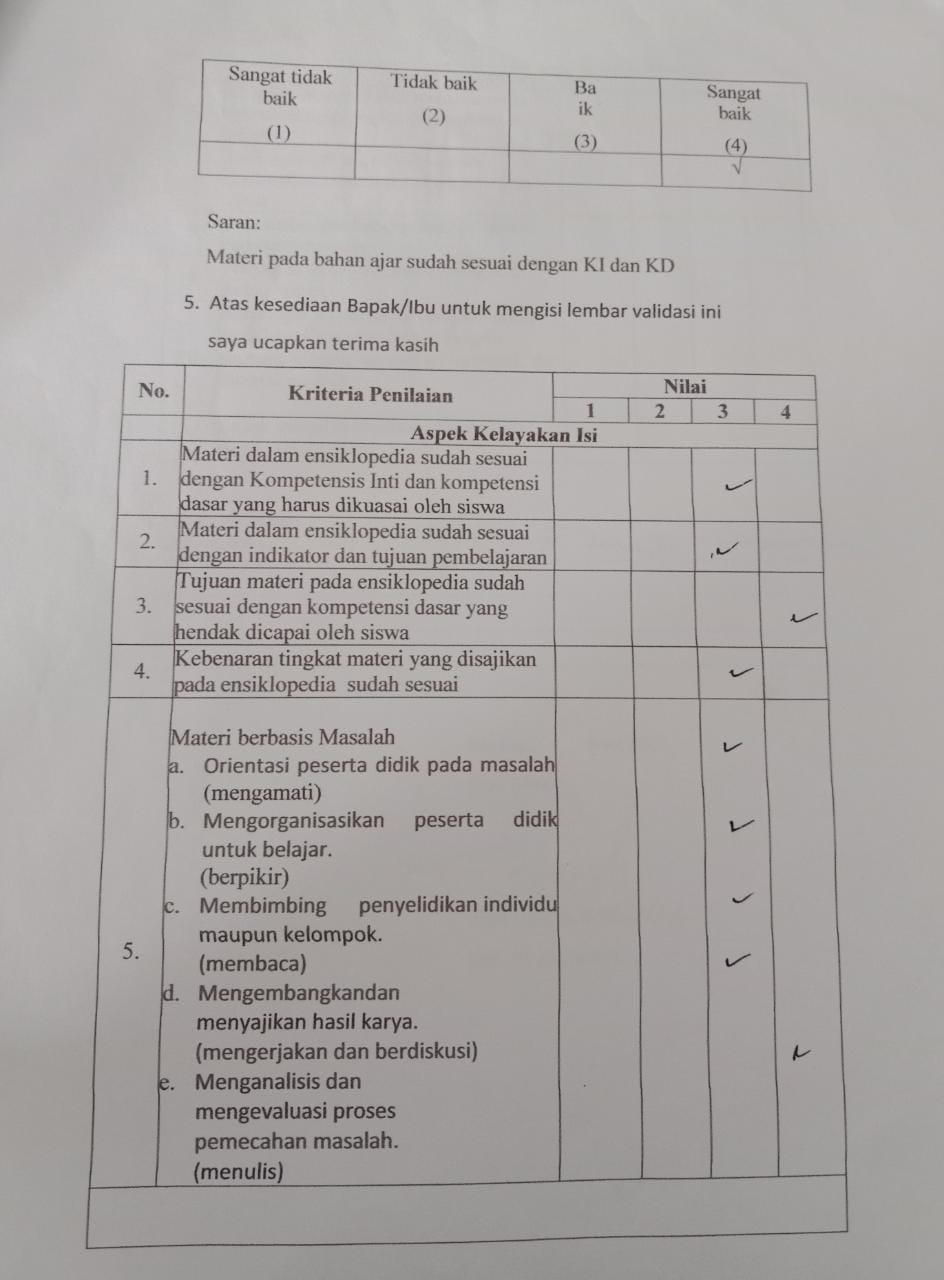 Sangat tidak baik (1) Tidak baik (2) Ba ik (3) Sangat baik (4)
√
Saran:
Materi pada bahan ajar sudah sesuai dengan KI dan KD
5. Atas kesediaan Bapak/Ibu untuk mengisi lembar validasi ini
saya ucapkan terima kasih
No. Kriteria Penilaian Nilai
1 2 3 4
Aspek Kelayakan Isi
1. Materi dalam ensiklopedia sudah sesuai
dengan Kompetensis Inti dan kompetensi ✓
dasar yang harus dikuasai oleh siswa
2. Materi dalam ensiklopedia sudah sesuai
dengan indikator dan tujuan pembelajaran ✓
3. Tujuan materi pada ensiklopedia sudah
sesuai dengan kompetensi dasar yang ✓
hendak dicapai oleh siswa
4. Kebenaran tingkat materi yang disajikan ✓
pada ensiklopedia sudah sesuai
5. Materi berbasis Masalah ✓
a. Orientasi peserta didik pada masalah
(mengamati)
b. Mengorganisasikan peserta didik ✓
untuk belajar.
(berpikir)
c. Membimbing penyelidikan individu ✓
maupun kelompok.
(membaca) ✓
d. Mengembangkandan
menyajikan hasil karya.
(mengerjakan dan berdiskusi) ✓
e. Menganalisis dan
mengevaluasi proses
pemecahan masalah.
(menulis)